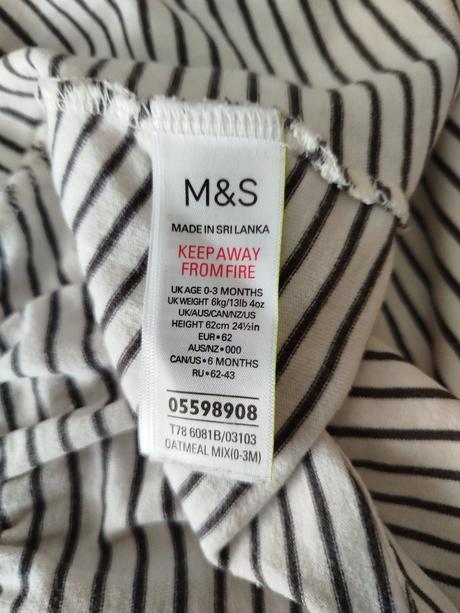 M&S
MADE IN SRI LANKA
KEEP AWAY
FROM FIRE
UK AGE 0-3 MONTHS
UK WEIGHT 6kg/13lb 4oz
UK/AUS/CAN/NZ/US
HEIGHT 62cm 24½in
EUR•62
AUS/NZ•000
CAN/US•6 MONTHS
RU•62-43
05598908
T78 6081B/03103
OATMEAL MIX(0-3M)